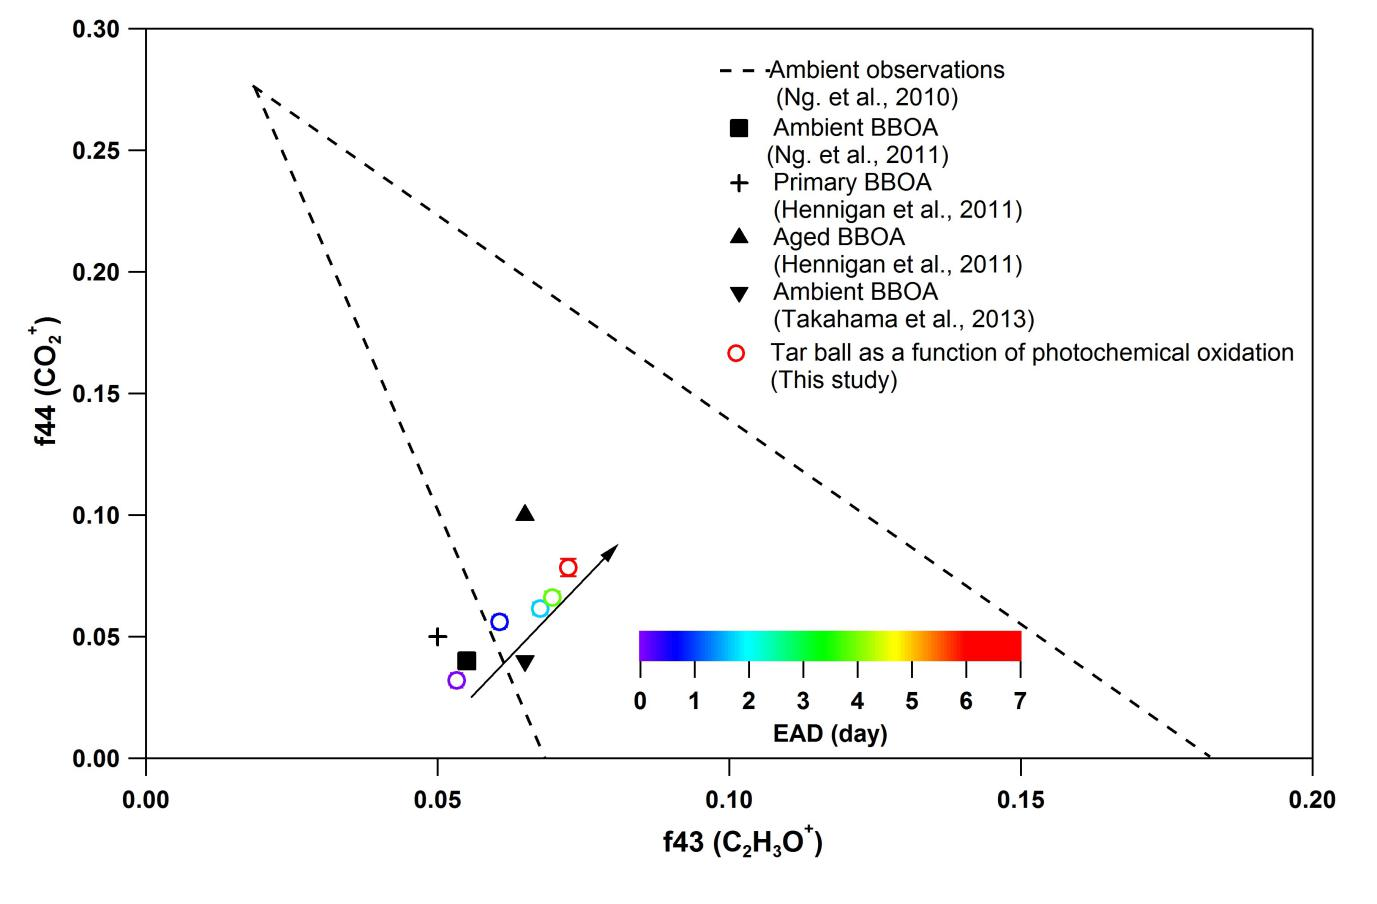 0.30
0.25
0.20
0.15
0.10
0.05
0.00
f44 (CO₂⁺)
Ambient observations
(Ng. et al., 2010)
Ambient BBOA
(Ng. et al., 2011)
Primary BBOA
(Hennigan et al., 2011)
Aged BBOA
(Hennigan et al., 2011)
Ambient BBOA
(Takahama et al., 2013)
Tar ball as a function of photochemical oxidation
(This study)
0 1 2 3 4 5 6 7
EAD (day)
0.00 0.05 0.10 0.15 0.20
f43 (C₂H₃O⁺)